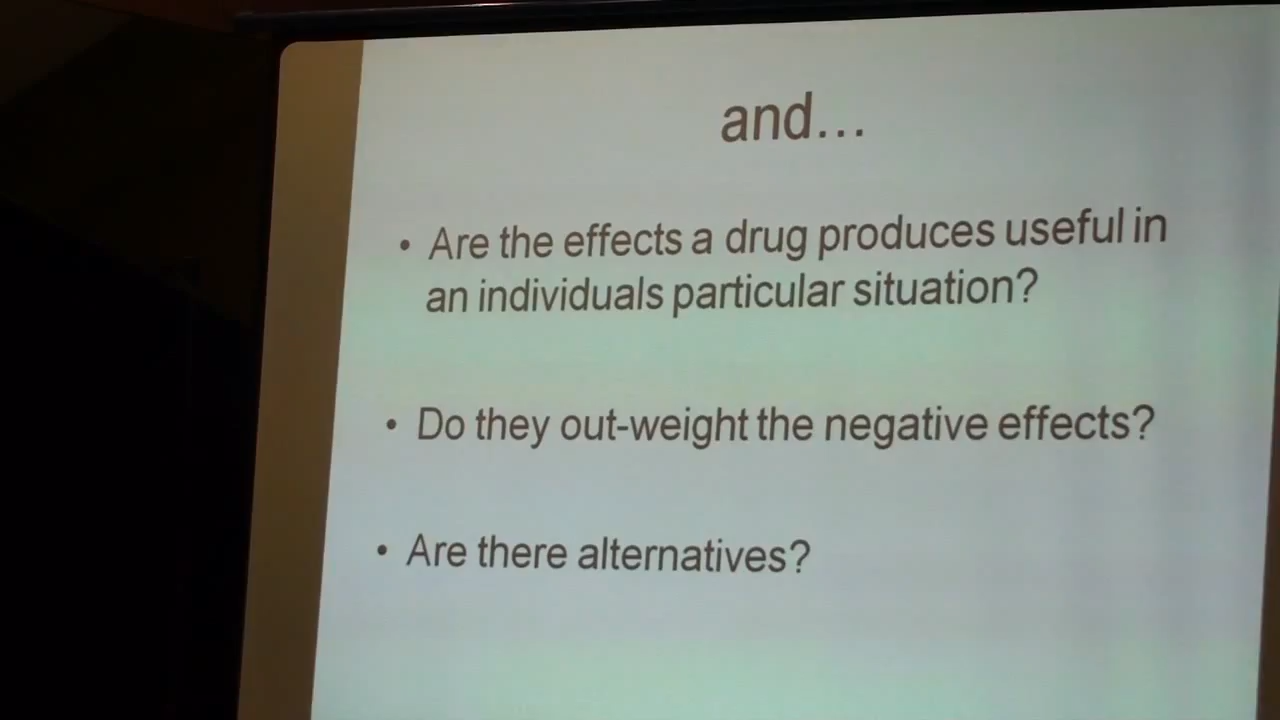 and...
• Are the effects a drug produces useful in
an individuals particular situation?
• Do they out-weight the negative effects?
• Are there alternatives?